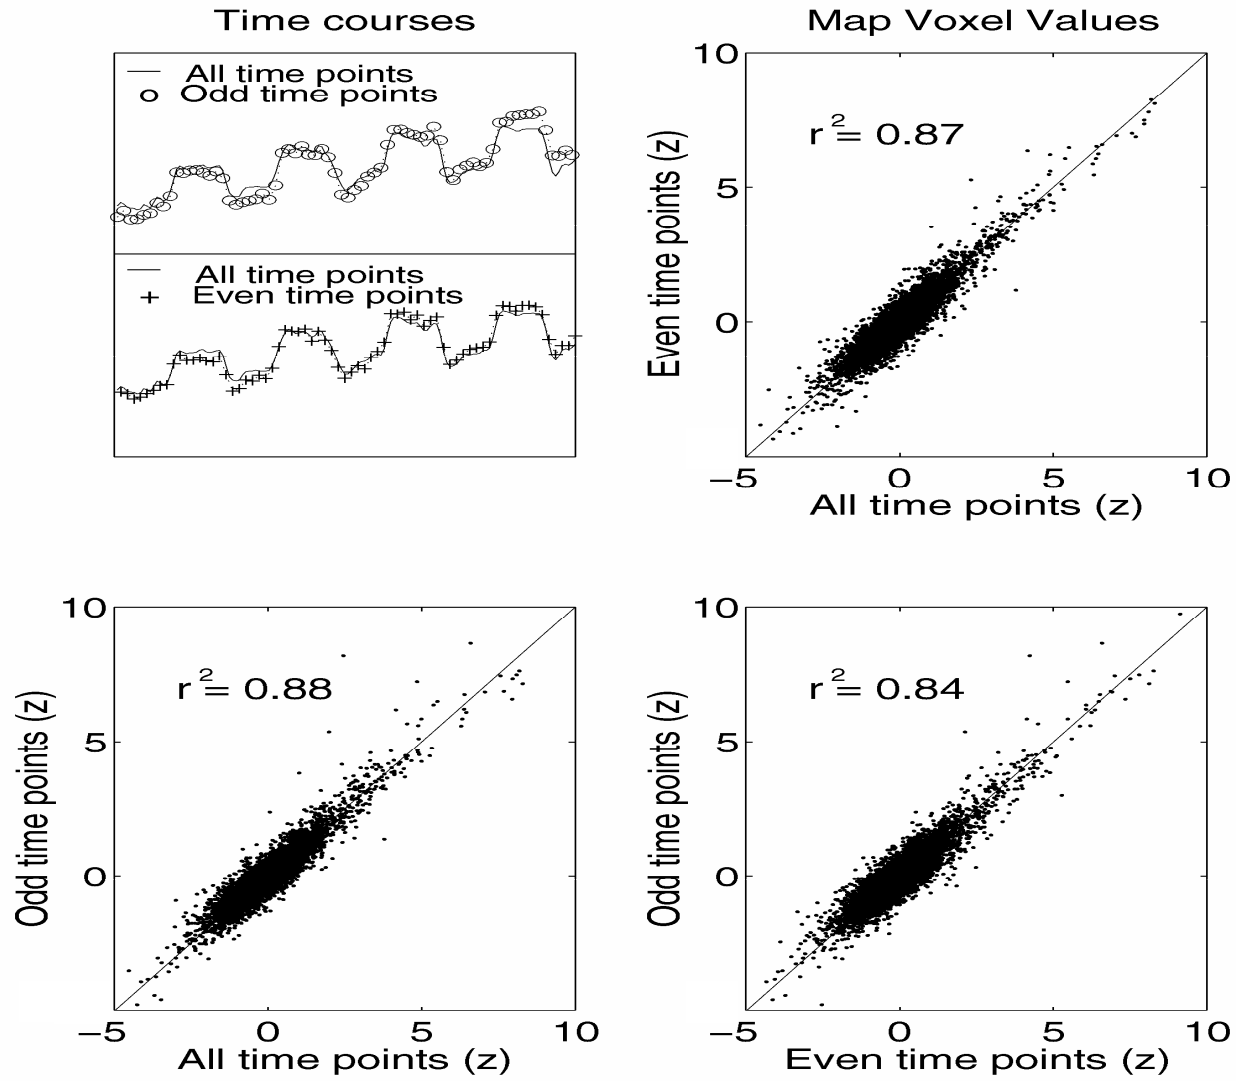 Time courses
All time points
Odd time points
All time points
Even time points
Map Voxel Values
10
r² = 0.87
5
0
Even time points (z)
−5 0 5 10
All time points (z)
10
r² = 0.88
5
0
Odd time points (z)
−5 0 5 10
All time points (z)
10
r² = 0.84
5
0
Odd time points (z)
−5 0 5 10
Even time points (z)